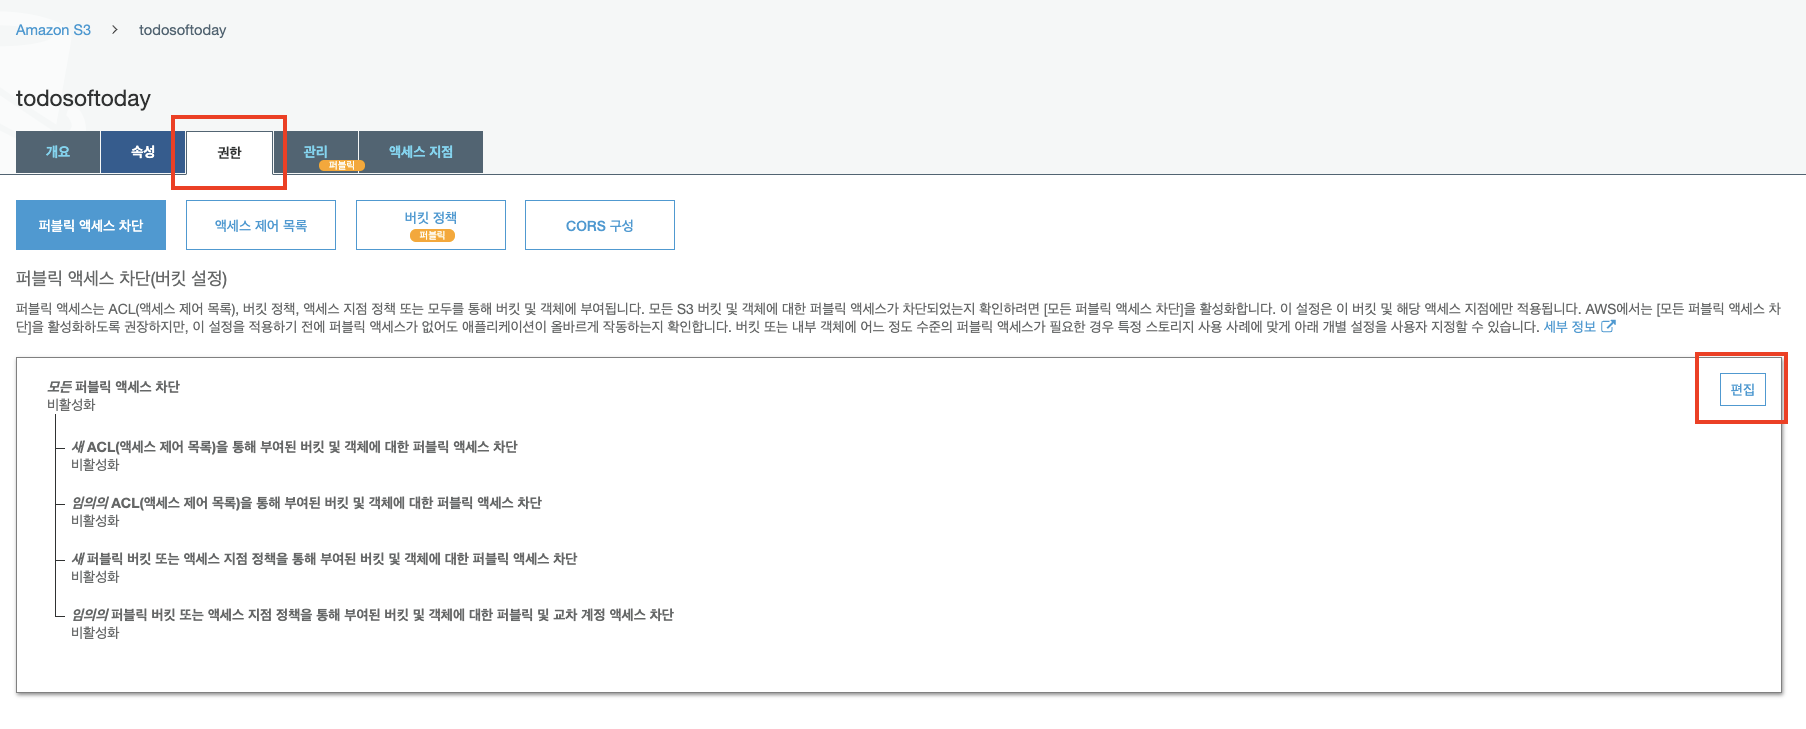 Amazon S3 > todosoftoday
todosoftoday
개요 속성 권한 관리 액세스 지점
퍼블릭
퍼블릭 액세스 차단 액세스 제어 목록 버킷 정책 CORS 구성
퍼블릭
퍼블릭 액세스 차단(버킷 설정)
퍼블릭 액세스는 ACL(액세스 제어 목록), 버킷 정책, 액세스 지점 정책 또는 모두를 통해 버킷 및 객체에 부여됩니다. 모든 S3 버킷 및 객체에 대한 퍼블릭 액세스가 차단되었는지 확인하려면 [모든 퍼블릭 액세스 차단]을 활성화합니다. 이 설정은 이 버킷 및 해당 액세스 지점에만 적용됩니다. AWS에서는 [모든 퍼블릭 액세스 차
단]을 활성화하도록 권장하지만, 이 설정을 적용하기 전에 퍼블릭 액세스가 없어도 애플리케이션이 올바르게 작동하는지 확인합니다. 버킷 또는 내부 객체에 어느 정도 수준의 퍼블릭 액세스가 필요한 경우 특정 스토리지 사용 사례에 맞게 아래 개별 설정을 사용자 지정할 수 있습니다. 세부 정보
모든 퍼블릭 액세스 차단
편집
비활성화
새 ACL(액세스 제어 목록)을 통해 부여된 버킷 및 객체에 대한 퍼블릭 액세스 차단
비활성화
임의의 ACL(액세스 제어 목록)을 통해 부여된 버킷 및 객체에 대한 퍼블릭 액세스 차단
비활성화
새 퍼블릭 버킷 또는 액세스 지점 정책을 통해 부여된 버킷 및 객체에 대한 퍼블릭 액세스 차단
비활성화
임의의 퍼블릭 버킷 또는 액세스 지점 정책을 통해 부여된 버킷 및 객체에 대한 퍼블릭 및 교차 계정 액세스 차단
비활성화